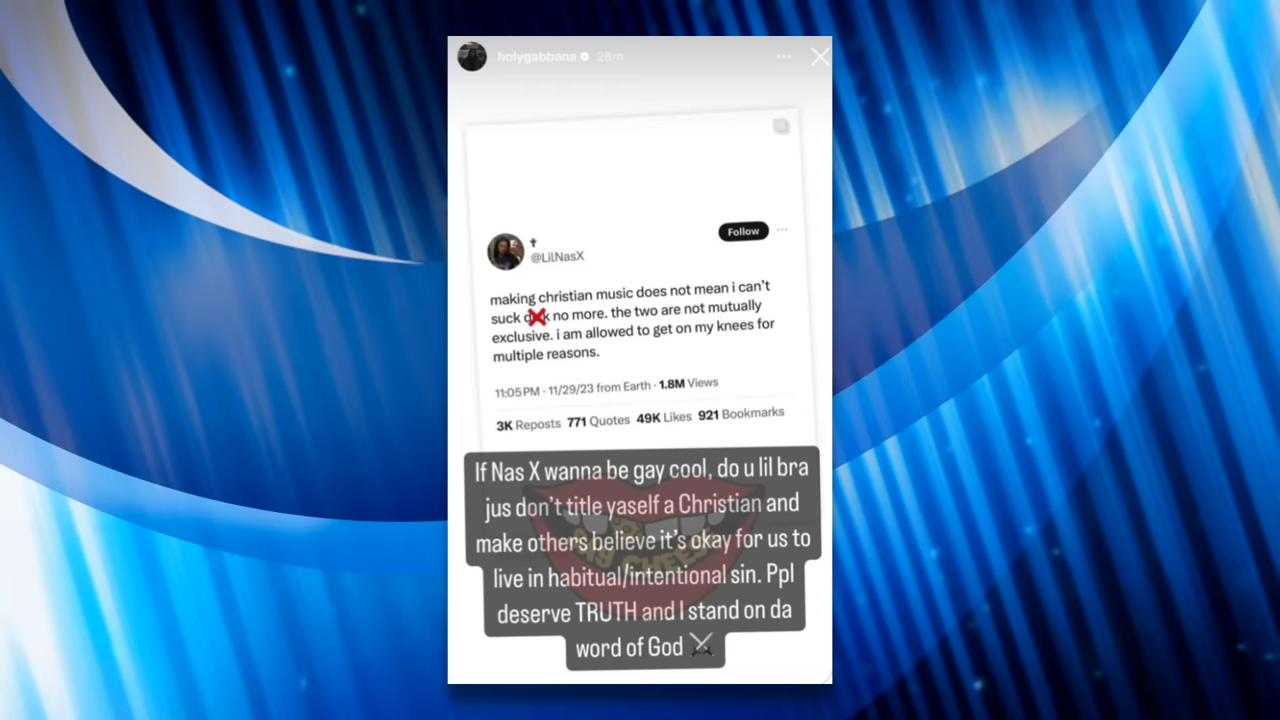 holygabbana 28m
✝
@LilNasX
Follow
making christian music does not mean i can't
suck d❌k no more. the two are not mutually
exclusive. i am allowed to get on my knees for
multiple reasons.
11:05 PM · 11/29/23 from Earth · 1.8M Views
3K Reposts 771 Quotes 49K Likes 921 Bookmarks
If Nas X wanna be gay cool, do u lil bra
jus don't title yaself a Christian and
make others believe it's okay for us to
live in habitual/intentional sin. Ppl
deserve TRUTH and I stand on da
word of God ⚔